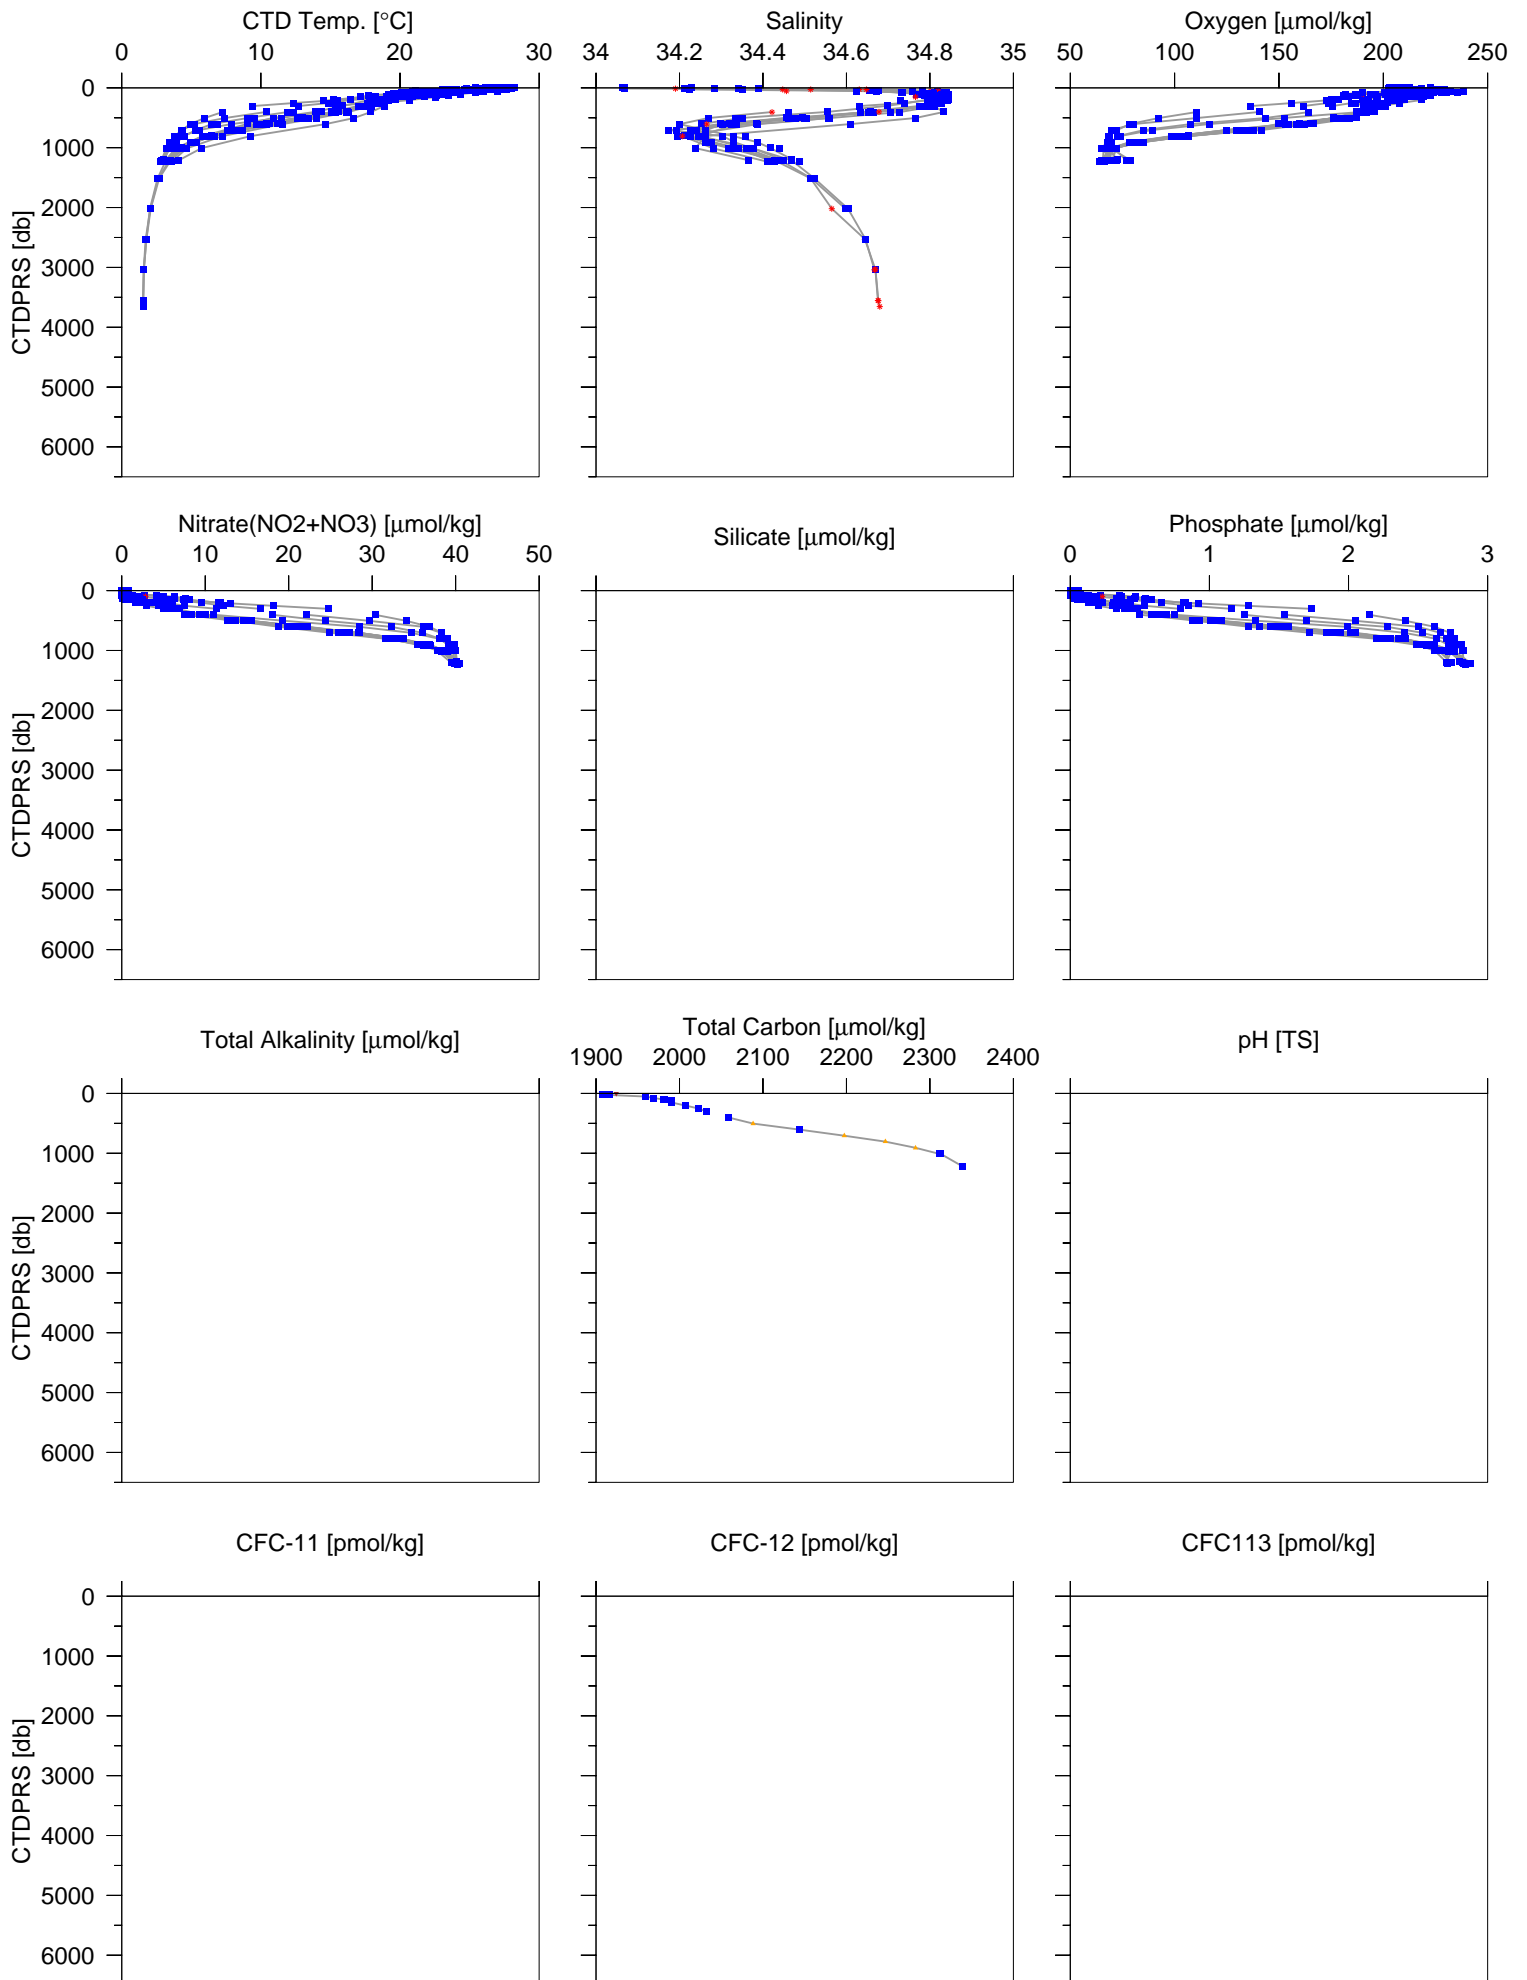 CTD Temp. [°C] Salinity Oxygen [μmol/kg]
0 10 20 30 34 34.2 34.4 34.6 34.8 35 50 100 150 200 250
0
1000
2000
3000
4000
5000
6000
CTDPRS [db]
Nitrate(NO2+NO3) [μmol/kg] Silicate [μmol/kg] Phosphate [μmol/kg]
0 10 20 30 40 50 0 1 2 3
0
1000
2000
3000
4000
5000
6000
CTDPRS [db]
Total Alkalinity [μmol/kg] Total Carbon [μmol/kg] pH [TS]
1900 2000 2100 2200 2300 2400
0
1000
2000
3000
4000
5000
6000
CTDPRS [db]
CFC-11 [pmol/kg] CFC-12 [pmol/kg] CFC113 [pmol/kg]
0
1000
2000
3000
4000
5000
6000
CTDPRS [db]